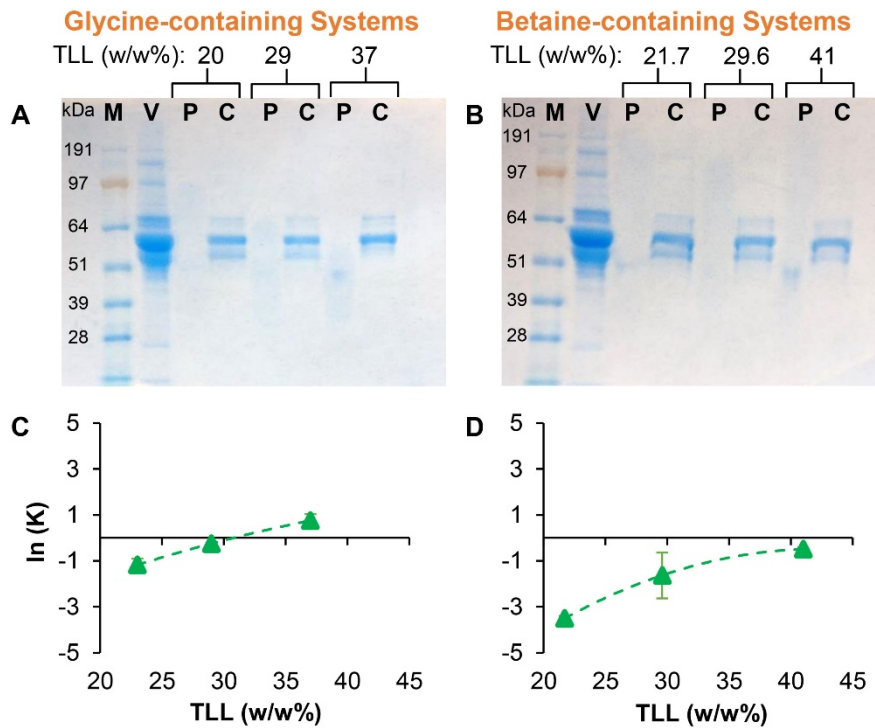 Glycine-containing Systems
TLL (w/w%): 20 29 37
A
kDa M V P C P C P C
191
97
64
51
39
28
Betaine-containing Systems
TLL (w/w%): 21.7 29.6 41
B
kDa M V P C P C P C
191
97
64
51
39
28
C
ln (K)
5
3
1
-1
-3
-5
20 25 30 35 40 45
TLL (w/w%)
D
5
3
1
-1
-3
-5
20 25 30 35 40 45
TLL (w/w%)